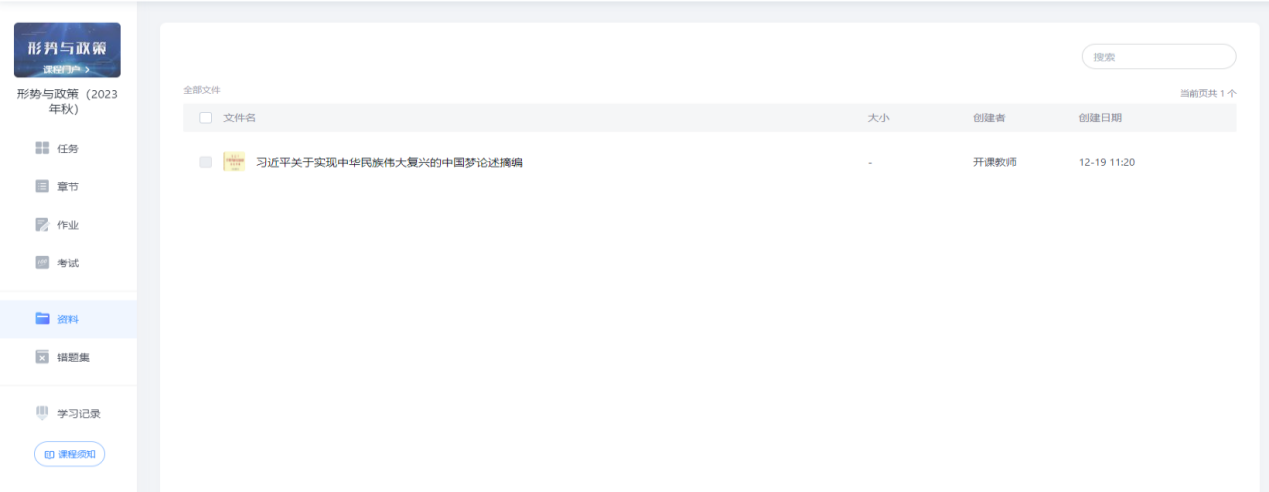 形势与政策
课程门户 >
形势与政策（2023
年秋）
任务
章节
作业
考试
资料
错题集
学习记录
课程须知
搜索
全部文件
当前页共 1 个
文件名 大小 创建者 创建日期
习近平关于实现中华民族伟大复兴的中国梦论述摘编 - 开课教师 12-19 11:20